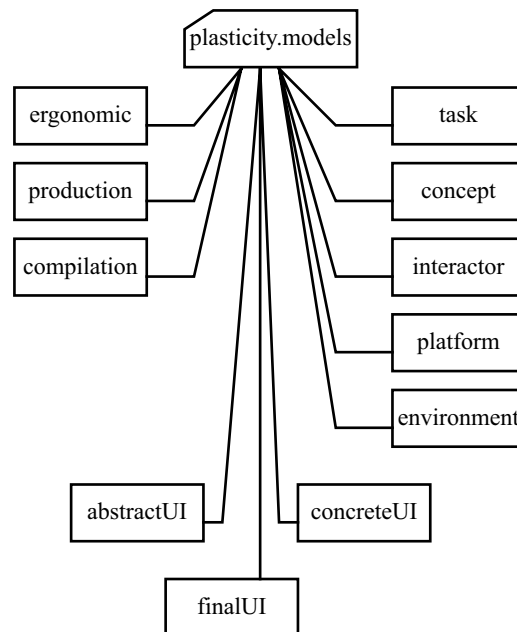 plasticity.models
ergonomic
task
production
concept
compilation
interactor
platform
environment
abstractUI
concreteUI
finalUI